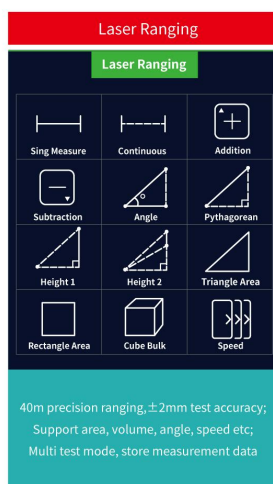 Laser Ranging
Laser Ranging
Sing Measure
Continuous
Addition
Subtraction
Angle
Pythagorean
Height 1
Height 2
Triangle Area
Rectangle Area
Cube Bulk
Speed
40m precision ranging,±2mm test accuracy;
Support area, volume, angle, speed etc;
Multi test mode, store measurement data